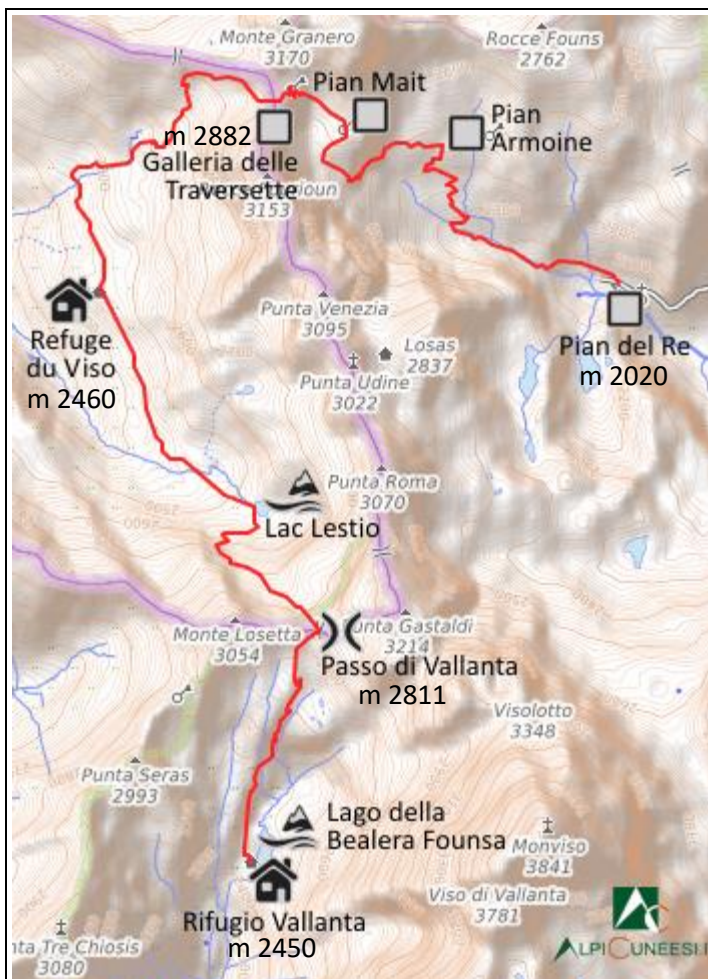 Monte Granero
3170
Rocce Founs
2762
Pian Mait
Pian
Armoine
m 2882
Galleria delle
Traversette
3153
Punta Venezia
3095
Losas
2837
Punta Udine
3022
Refuge
du Viso
m 2460
Pian del Re
m 2020
Punta Roma
3070
Lac Lestio
Monte Losetta
3054
Punta Gastaldi
3214
Passo di Vallanta
m 2811
Visolotto
3348
Punta Seras
2993
Lago della
Bealera Founsa
Monviso
3841
Viso di Vallanta
3781
Rifugio Vallanta
m 2450
nta Tre Chiosis
3080
ALPICUNEESI.I